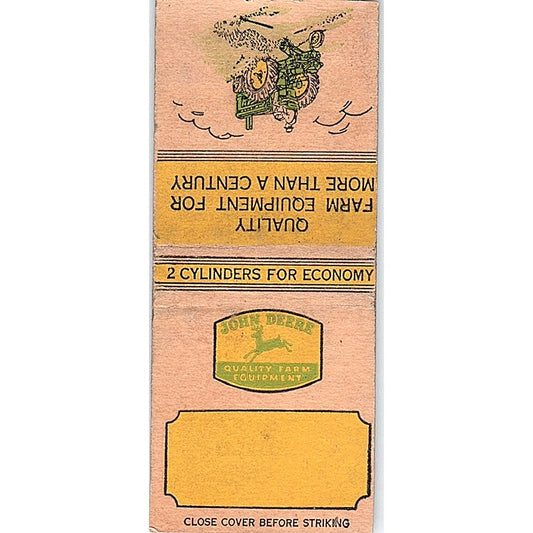 QUALITY
FARM EQUIPMENT FOR
MORE THAN A CENTURY
2 CYLINDERS FOR ECONOMY
JOHN DEERE
QUALITY FARM
EQUIPMENT
CLOSE COVER BEFORE STRIKING